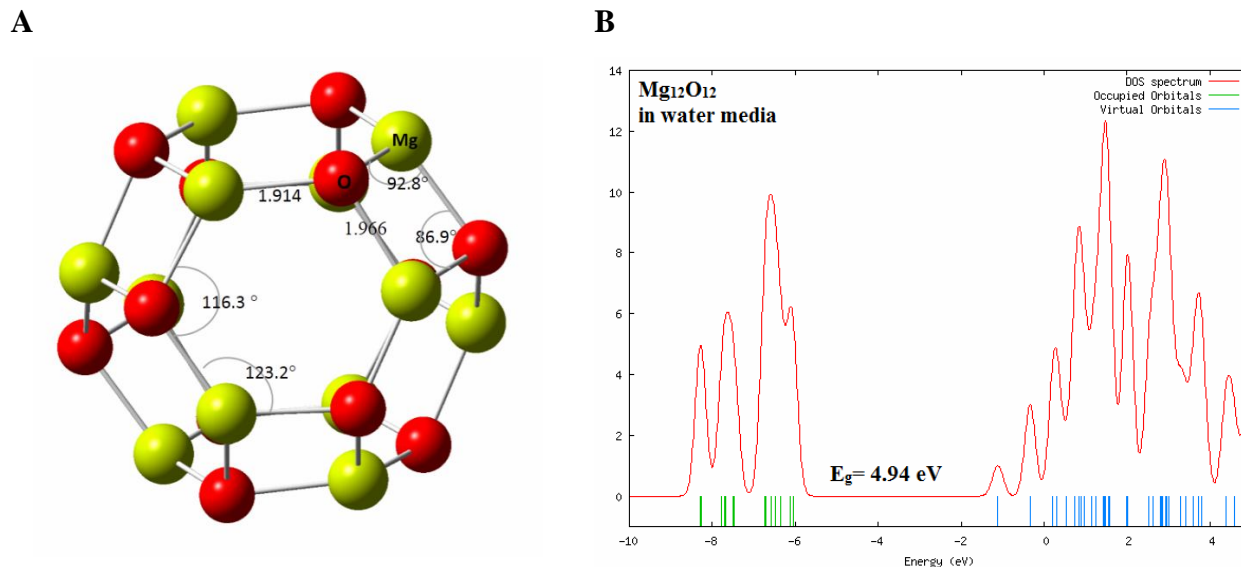 A
B
Mg
O
92.8°
1.914
1.966
86.9°
116.3 °
123.2°
Mg₁₂O₁₂
in water media
DOS spectrum
Occupied Orbitals
Virtual Orbitals
14
12
10
8
6
4
2
0
E₉= 4.94 eV
-10
-8
-6
-4
-2
0
2
4
Energy (eV)